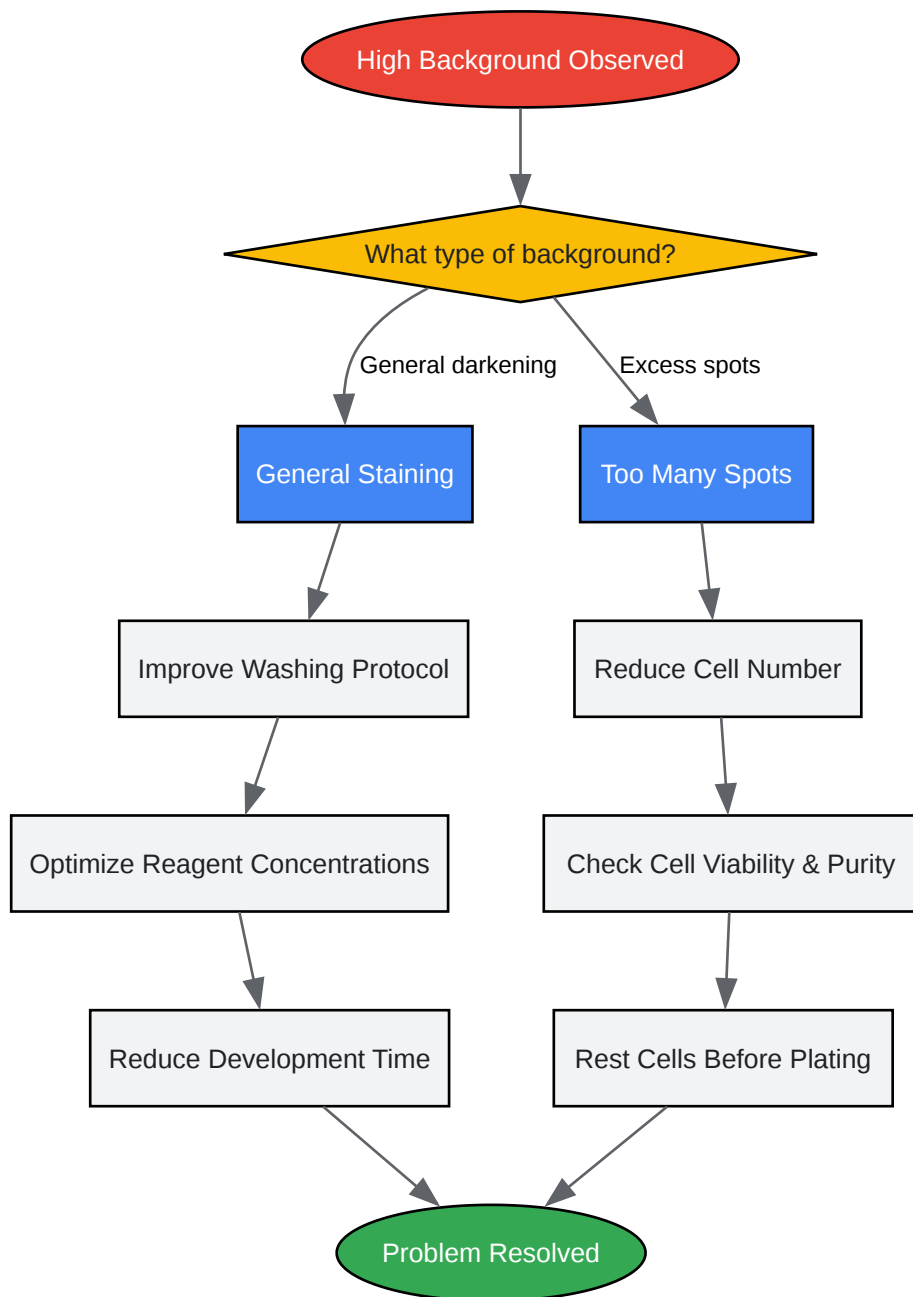 High Background Observed
What type of background?
General darkening
Excess spots
General Staining
Too Many Spots
Improve Washing Protocol
Reduce Cell Number
Optimize Reagent Concentrations
Check Cell Viability & Purity
Reduce Development Time
Rest Cells Before Plating
Problem Resolved